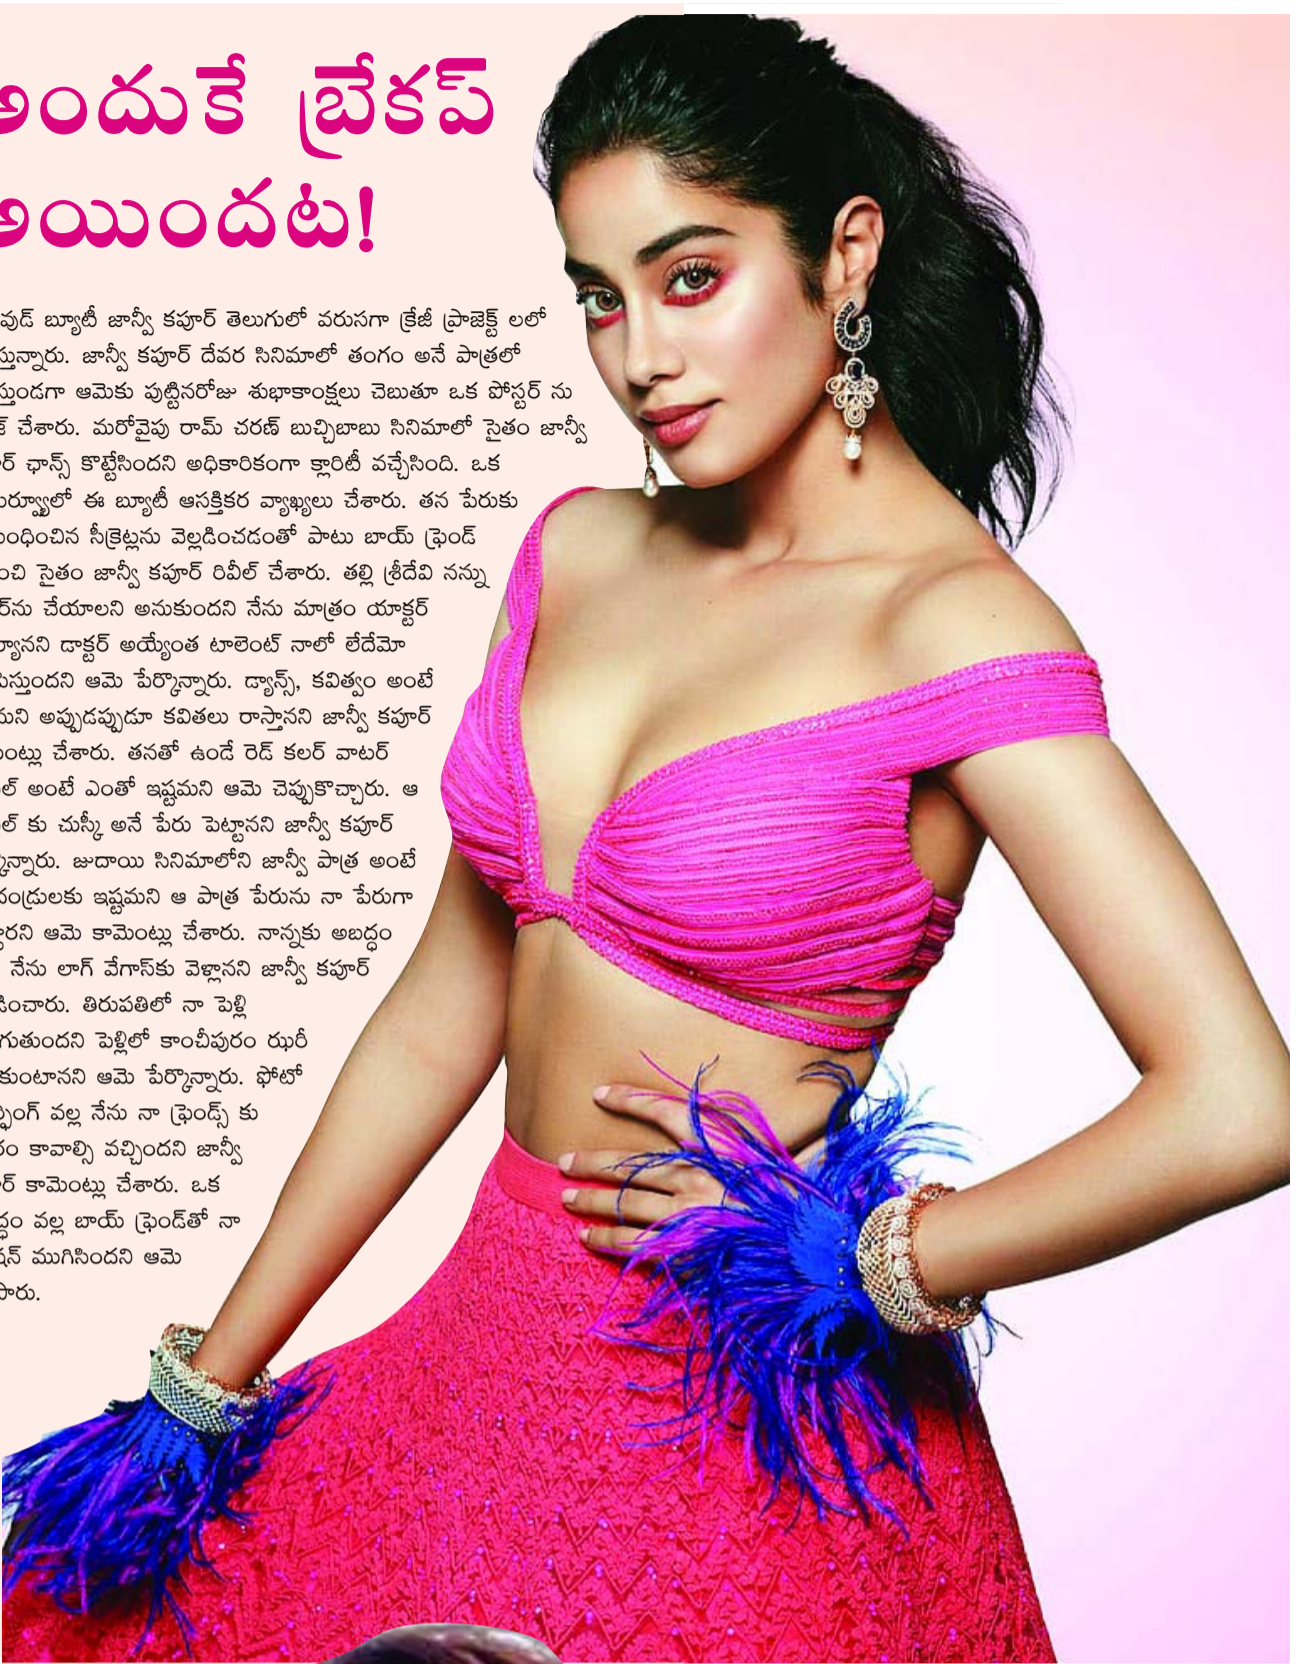 అందుకే బ్రేకప్
అయిందట!
వుడ్ బ్యూటీ జాన్వీ కపూర్ తెలుగులో వరుసగా క్రేజీ ప్రాజెక్ట్ లలో
స్తున్నారు. జాన్వీ కపూర్ దేవర సినిమాలో తంగం అనే పాత్రలో
స్తుండగా ఆమెకు పుట్టినరోజు శుభాకాంక్షలు చెబుతూ ఒక పోస్టర్ ను
చేశారు. మరోవైపు రామ్ చరణ్ బుచ్చిబాబు సినిమాలో సైతం జాన్వీ
ఛాన్స్ కొట్టేసిందని అధికారికంగా క్లారిటీ వచ్చేసింది. ఒక
ర్వ్యూలో ఈ బ్యూటీ ఆసక్తికర వ్యాఖ్యలు చేశారు. తన పేరుకు
బంధించిన సీక్రెట్లను వెల్లడించడంతో పాటు బాయ్ ఫ్రెండ్
ంచి సైతం జాన్వీ కపూర్ రివీల్ చేశారు. తల్లి శ్రీదేవి నన్ను
ర్‌ను చేయాలని అనుకుందని నేను మాత్రం యాక్టర్
య్యానని డాక్టర్ అయ్యేంత టాలెంట్ నాలో లేదేమో
పిస్తుందని ఆమె పేర్కొన్నారు. డ్యాన్స్, కవిత్వం అంటే
మని అప్పుడప్పుడూ కవితలు రాస్తానని జాన్వీ కపూర్
ంట్లు చేశారు. తనతో ఉండే రెడ్ కలర్ వాటర్
ల్ అంటే ఎంతో ఇష్టమని ఆమె చెప్పుకొచ్చారు. ఆ
ల్ కు చుస్కీ అనే పేరు పెట్టానని జాన్వీ కపూర్
కొన్నారు. జుదాయి సినిమాలోని జాన్వీ పాత్ర అంటే
దండ్రులకు ఇష్టమని ఆ పాత్ర పేరును నా పేరుగా
్టారని ఆమె కామెంట్లు చేశారు. నాన్నకు అబద్ధం
నేను లాగ్ వేగాస్‌కు వెళ్లానని జాన్వీ కపూర్
డించారు. తిరుపతిలో నా పెళ్లి
గుతుందని పెళ్లిలో కాంచీపురం ఝరీ
కుంటానని ఆమె పేర్కొన్నారు. ఫోటో
ఫింగ్ వల్ల నేను నా ఫ్రెండ్స్ కు
రం కావాల్సి వచ్చిందని జాన్వీ
ర్ కామెంట్లు చేశారు. ఒక
ద్ధం వల్ల బాయ్ ఫ్రెండ్‌తో నా
షన్ ముగిసిందని ఆమె
పారు.